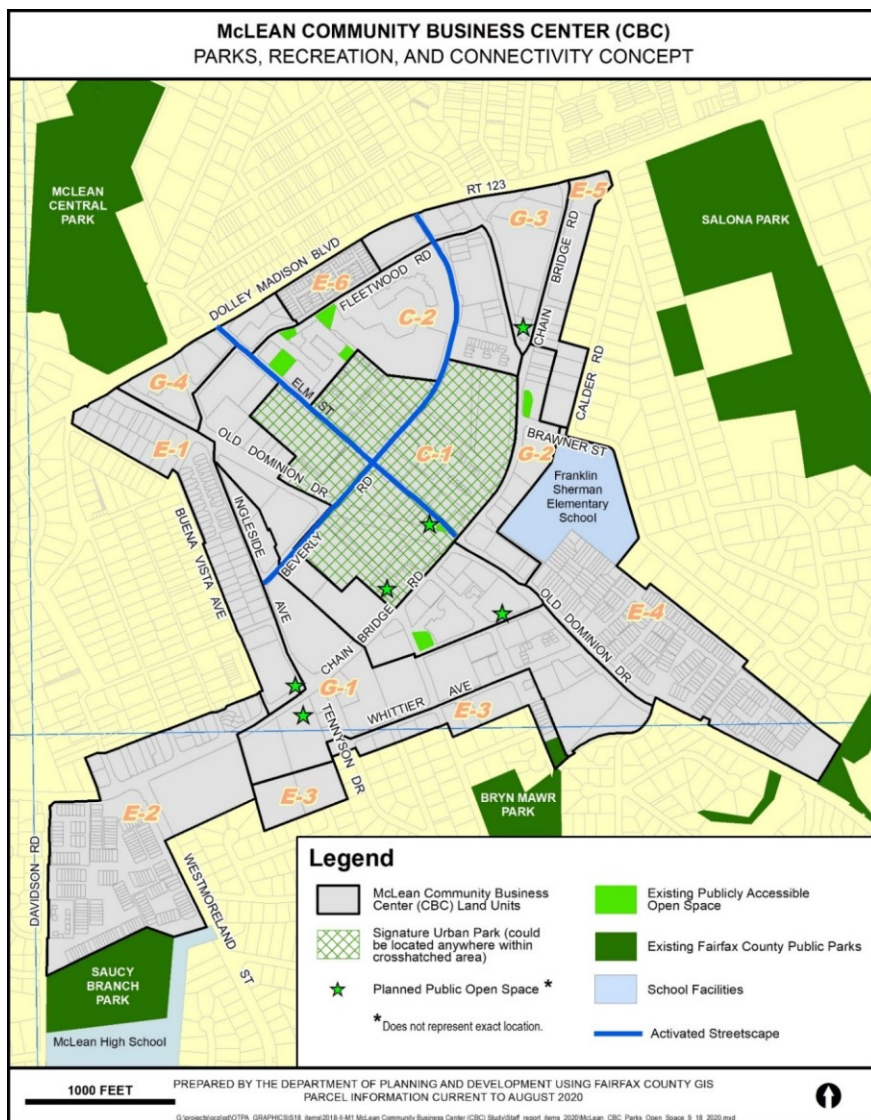 McLEAN COMMUNITY BUSINESS CENTER (CBC)
PARKS, RECREATION, AND CONNECTIVITY CONCEPT
MCLEAN
CENTRAL
PARK
RT 123
E-5
G-3
SALONA PARK
DOLLEY MADISON BLVD
E-6
FLEETWOOD RD
CHAIN BRIDGE RD
C-2
G-4
ELM ST
CALDER RD
E-1
OLD DOMINION DR
C-1
BRAWNER ST
G-2
Franklin
Sherman
Elementary
School
INGLESIDE AVE
BEVERLY RD
BUENA VISTA AVE
CHAIN BRIDGE RD
OLD DOMINION DR
E-4
G-1
WHITTIER AVE
E-3
TENNYSON DR
E-3
BRYN MAWR
PARK
E-2
DAVIDSON RD
WESTMORELAND ST
SAUCY
BRANCH
PARK
McLean High School
Legend
McLean Community Business
Center (CBC) Land Units
Signature Urban Park (could
be located anywhere within
crosshatched area)
Planned Public Open Space *
*Does not represent exact location.
Existing Publicly Accessible
Open Space
Existing Fairfax County Public Parks
School Facilities
Activated Streetscape
1000 FEET
PREPARED BY THE DEPARTMENT OF PLANNING AND DEVELOPMENT USING FAIRFAX COUNTY GIS
PARCEL INFORMATION CURRENT TO AUGUST 2020